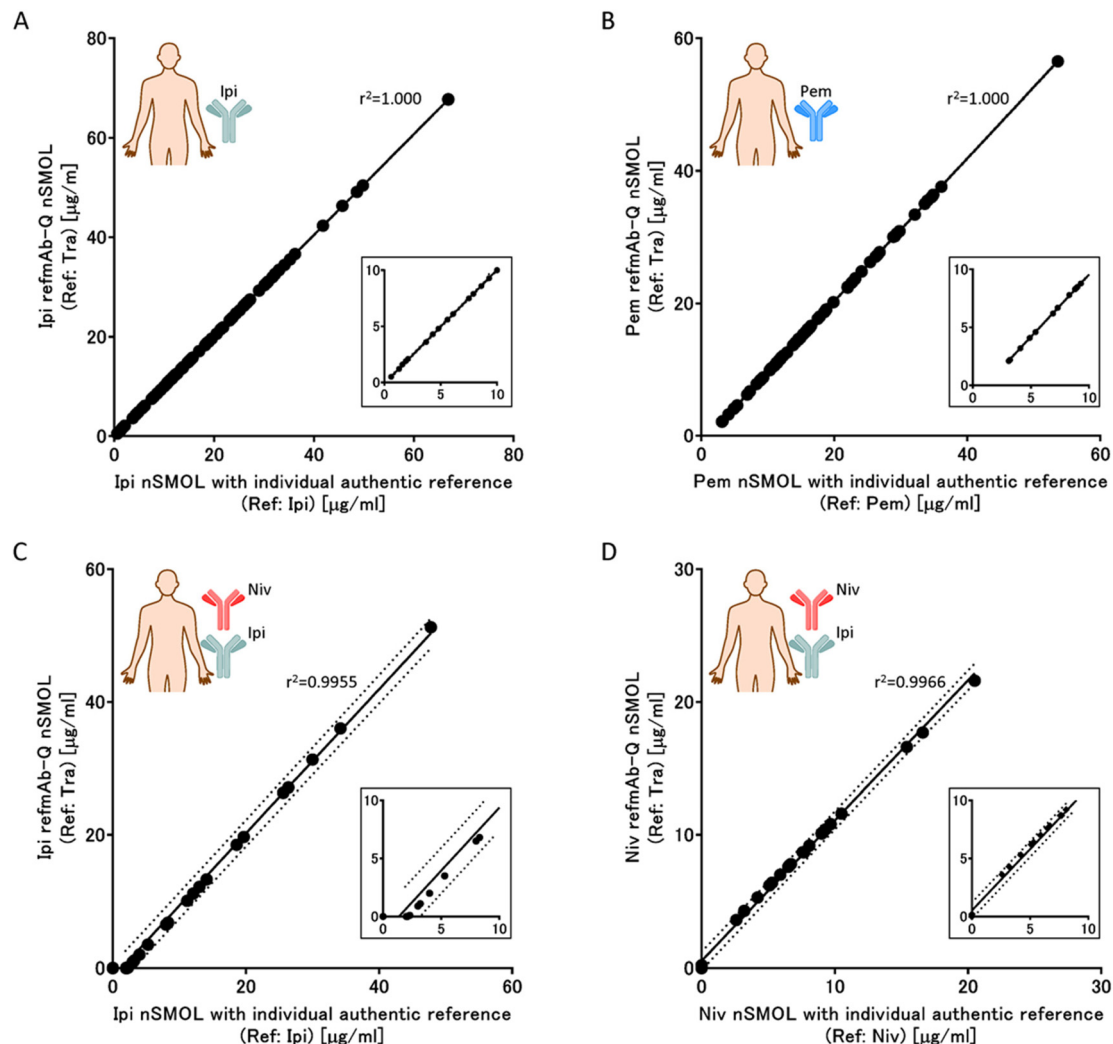 A
80
60
40
20
0
0
20
40
60
80
Ipi
r²=1.000
10
5
0
0
5
10
Ipi refmAb-Q nSMOL
(Ref: Tra) [μg/m]
Ipi nSMOL with individual authentic reference
(Ref: Ipi) [μg/ml]
B
60
40
20
0
0
20
40
60
Pem
r²=1.000
10
5
0
0
5
10
Pem refmAb-Q nSMOL
(Ref: Tra) [μg/ml]
Pem nSMOL with individual authentic reference
(Ref: Pem) [μg/ml]
C
60
40
20
0
0
20
40
60
Niv
Ipi
r²=0.9955
10
5
0
0
5
10
Ipi refmAb-Q nSMOL
(Ref: Tra) [μg/ml]
Ipi nSMOL with individual authentic reference
(Ref: Ipi) [μg/ml]
D
30
20
10
0
0
10
20
30
Niv
Ipi
r²=0.9966
10
5
0
0
5
10
Niv refmAb-Q nSMOL
(Ref: Tra) [μg/ml]
Niv nSMOL with individual authentic reference
(Ref: Niv) [μg/ml]